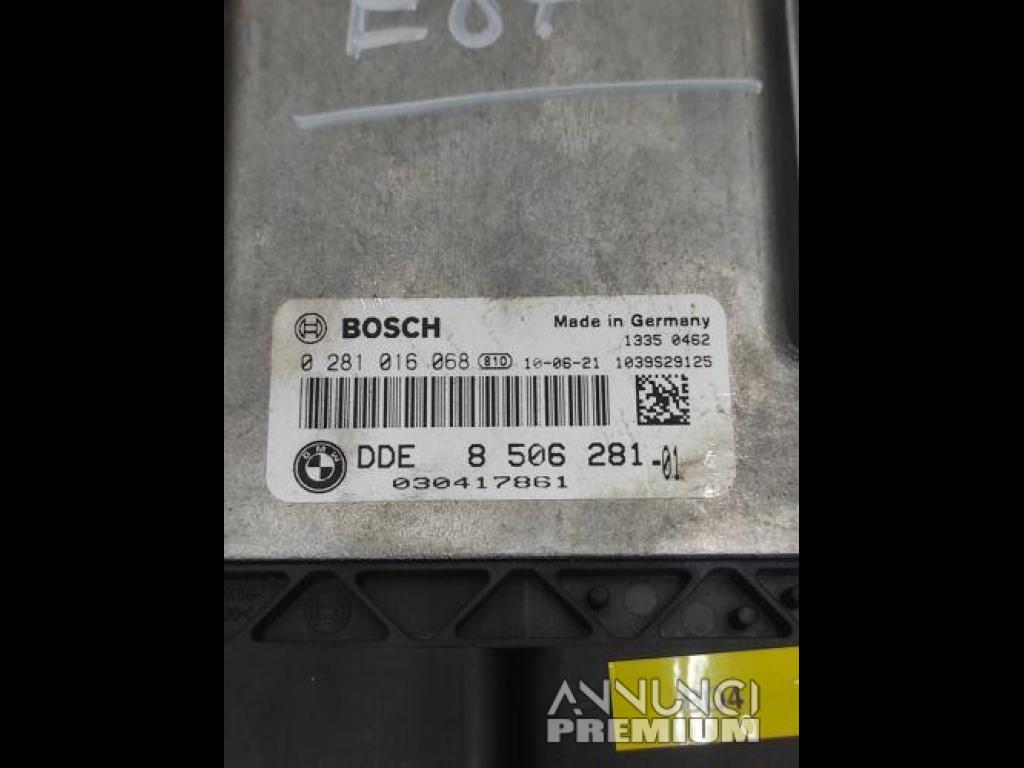 BOSCH
Made in Germany
1335 0462
0 281 016 068 810 10-06-21 1039S29125
BMW
DDE 8 506 281-01
030417861
ANNUNCI
PREMIUM